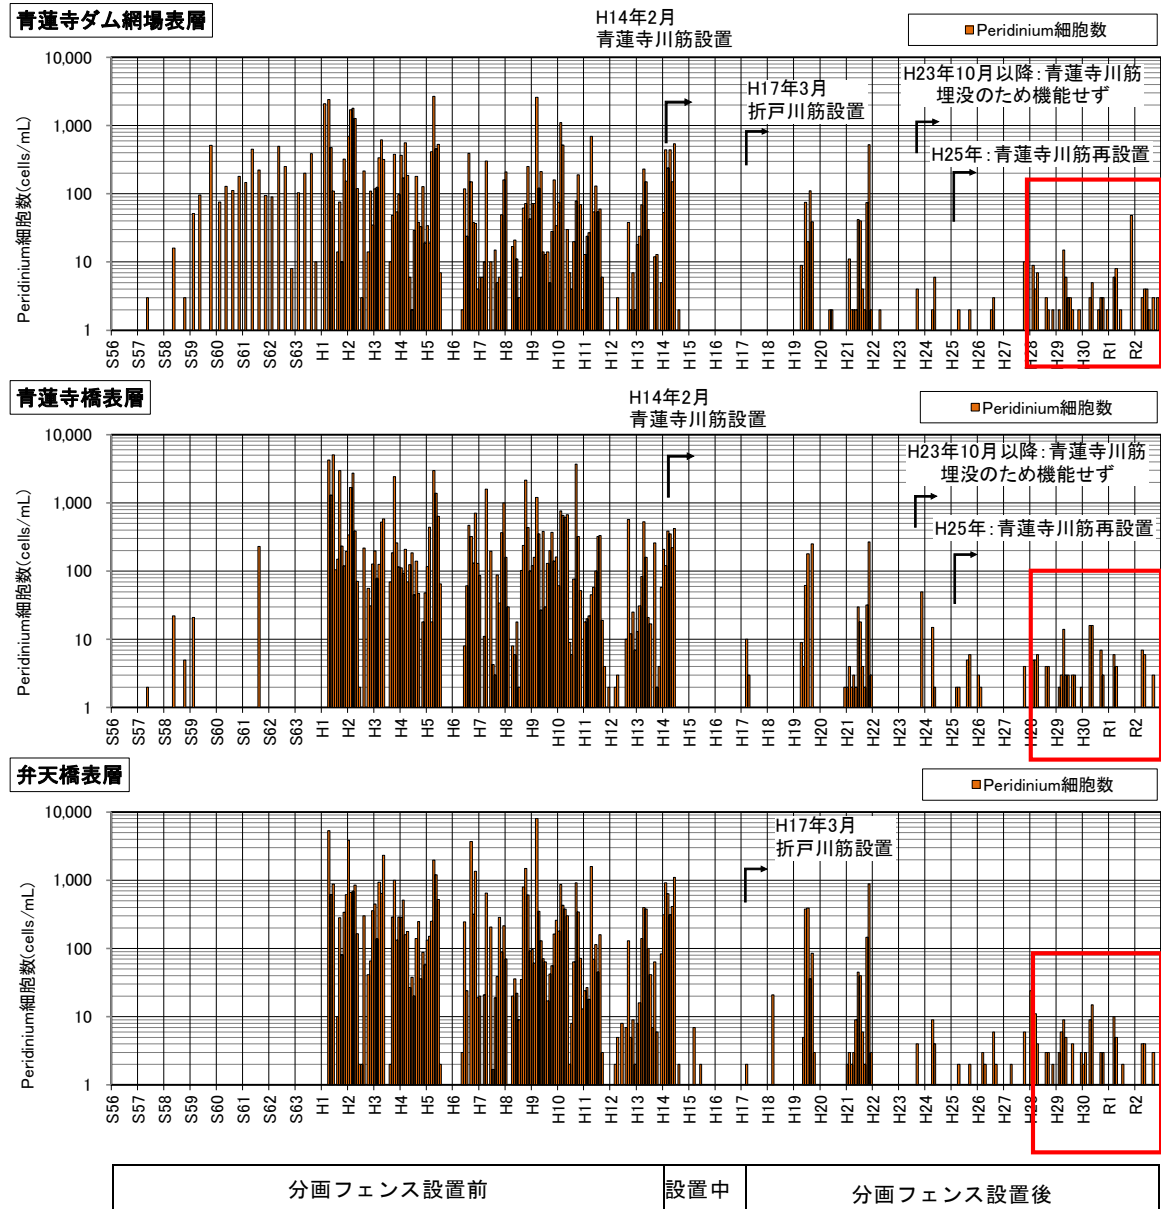 青蓮寺ダム網場表層
H14年2月
青蓮寺川筋設置
Peridinium細胞数
H17年3月
折戸川筋設置
H23年10月以降:青蓮寺川筋
埋没のため機能せず
H25年:青蓮寺川筋再設置
Peridinium細胞数(cells/mL)
10,000
1,000
100
10
1
S56 S57 S58 S59 S60 S61 S62 S63 H1 H2 H3 H4 H5 H6 H7 H8 H9 H10 H11 H12 H13 H14 H15 H16 H17 H18 H19 H20 H21 H22 H23 H24 H25 H26 H27 H28 H29 H30 R1 R2
青蓮寺橋表層
H14年2月
青蓮寺川筋設置
Peridinium細胞数
H23年10月以降:青蓮寺川筋
埋没のため機能せず
H25年:青蓮寺川筋再設置
Peridinium細胞数(cells/mL)
10,000
1,000
100
10
1
S56 S57 S58 S59 S60 S61 S62 S63 H1 H2 H3 H4 H5 H6 H7 H8 H9 H10 H11 H12 H13 H14 H15 H16 H17 H18 H19 H20 H21 H22 H23 H24 H25 H26 H27 H28 H29 H30 R1 R2
弁天橋表層
Peridinium細胞数
H17年3月
折戸川筋設置
Peridinium細胞数(cells/mL)
10,000
1,000
100
10
1
S56 S57 S58 S59 S60 S61 S62 S63 H1 H2 H3 H4 H5 H6 H7 H8 H9 H10 H11 H12 H13 H14 H15 H16 H17 H18 H19 H20 H21 H22 H23 H24 H25 H26 H27 H28 H29 H30 R1 R2
分画フェンス設置前 設置中 分画フェンス設置後